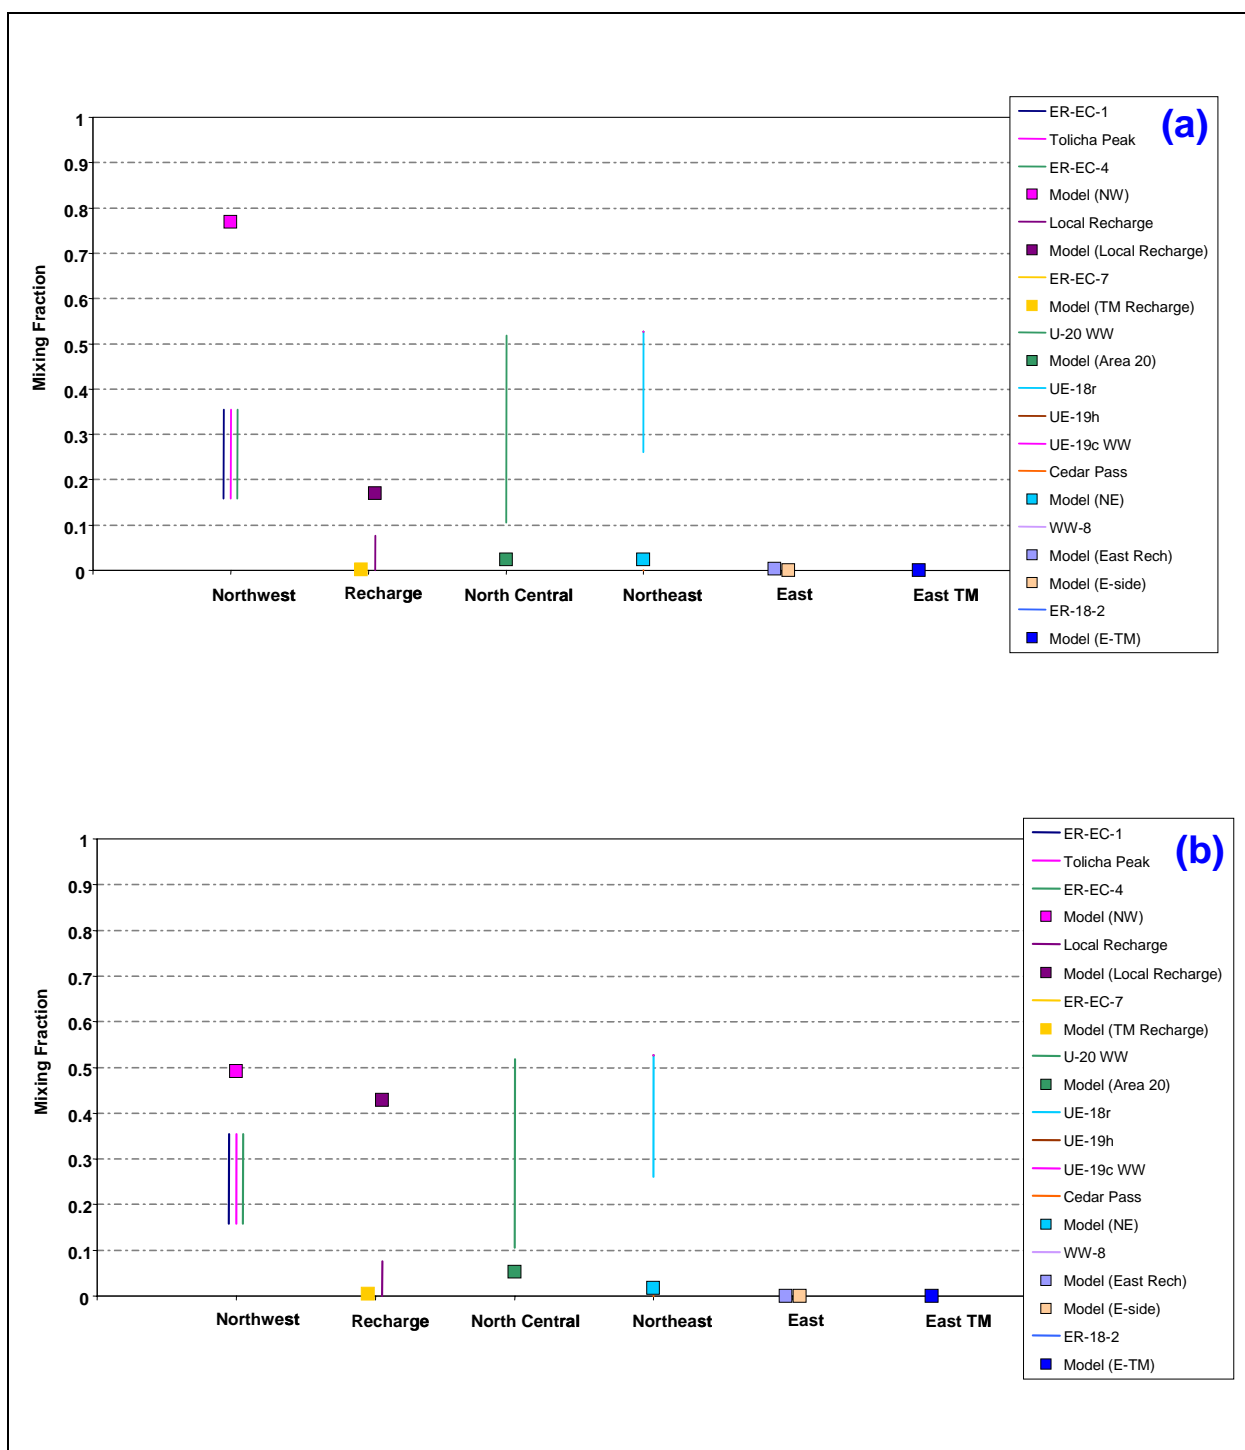 (a)
Mixing Fraction
1
0.9
0.8
0.7
0.6
0.5
0.4
0.3
0.2
0.1
0
Northwest
Recharge
North Central
Northeast
East
East TM
ER-EC-1
Tolicha Peak
ER-EC-4
Model (NW)
Local Recharge
Model (Local Recharge)
ER-EC-7
Model (TM Recharge)
U-20 WW
Model (Area 20)
UE-18r
UE-19h
UE-19c WW
Cedar Pass
Model (NE)
WW-8
Model (East Rech)
Model (E-side)
ER-18-2
Model (E-TM)
(b)
Mixing Fraction
1
0.9
0.8
0.7
0.6
0.5
0.4
0.3
0.2
0.1
0
Northwest
Recharge
North Central
Northeast
East
East TM
ER-EC-1
Tolicha Peak
ER-EC-4
Model (NW)
Local Recharge
Model (Local Recharge)
ER-EC-7
Model (TM Recharge)
U-20 WW
Model (Area 20)
UE-18r
UE-19h
UE-19c WW
Cedar Pass
Model (NE)
WW-8
Model (East Rech)
Model (E-side)
ER-18-2
Model (E-TM)